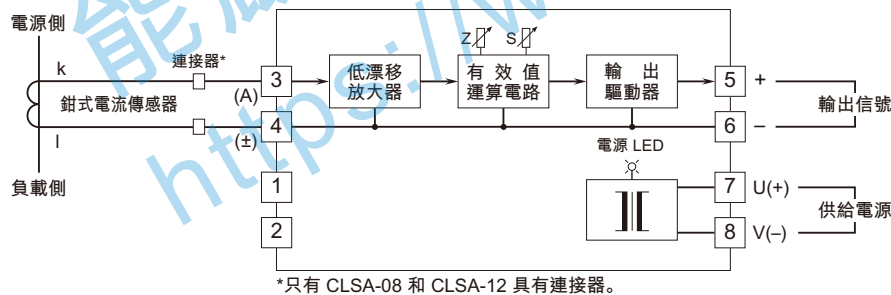 電源側
k
連接器*
鉗式電流傳感器
l
負載側
3
(A)
4
(±)
1
2
低漂移
放大器
Z
S
有效值
運算電路
輸出
驅動器
5
+
6
–
輸出信號
電源 LED
7
U(+)
8
V(–)
供給電源
*只有 CLSA-08 和 CLSA-12 具有連接器。
https://